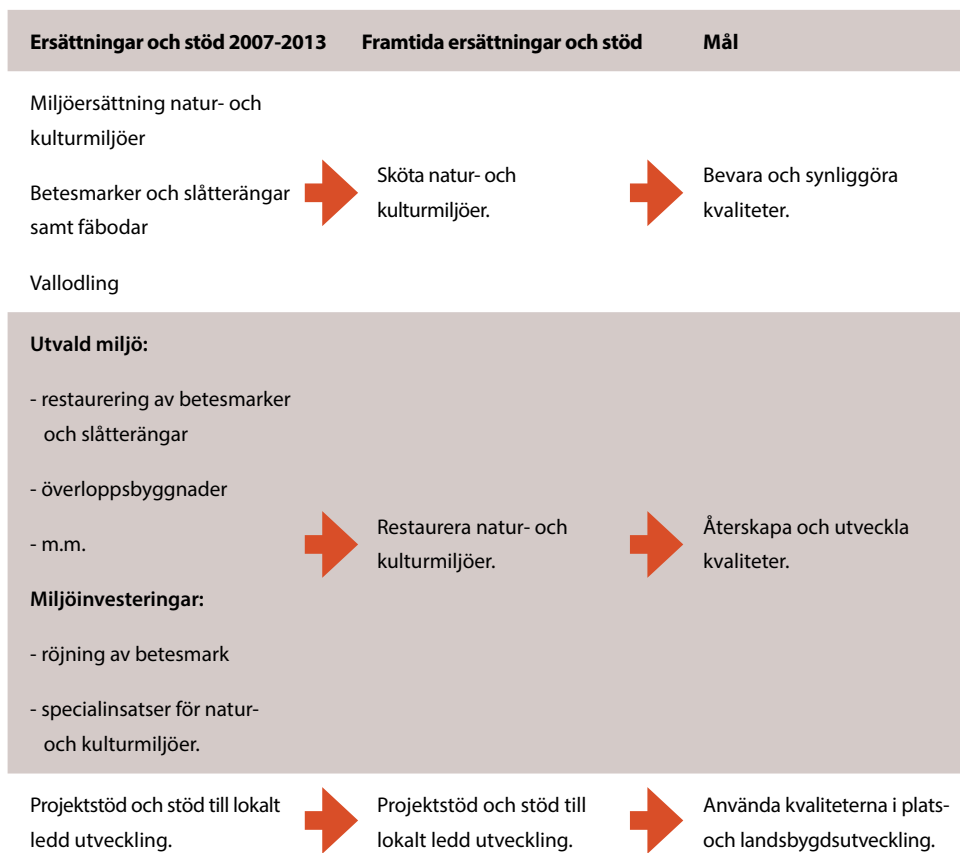 Ersättningar och stöd 2007-2013
Framtida ersättningar och stöd
Mål
Miljöersättning natur- och
kulturmiljöer
Betesmarker och slåtterängar
samt fäbodar
Vallodling
Sköta natur- och
kulturmiljöer.
Bevara och synliggöra
kvaliteter.
Utvald miljö:
- restaurering av betesmarker
och slåtterängar
- överloppsbyggnader
- m.m.
Miljöinvesteringar:
- röjning av betesmark
- specialinsatser för natur-
och kulturmiljöer.
Restaurera natur- och
kulturmiljöer.
Återskapa och utveckla
kvaliteter.
Projektstöd och stöd till lokalt
ledd utveckling.
Projektstöd och stöd till
lokalt ledd utveckling.
Använda kvaliteterna i plats-
och landsbygdsutveckling.